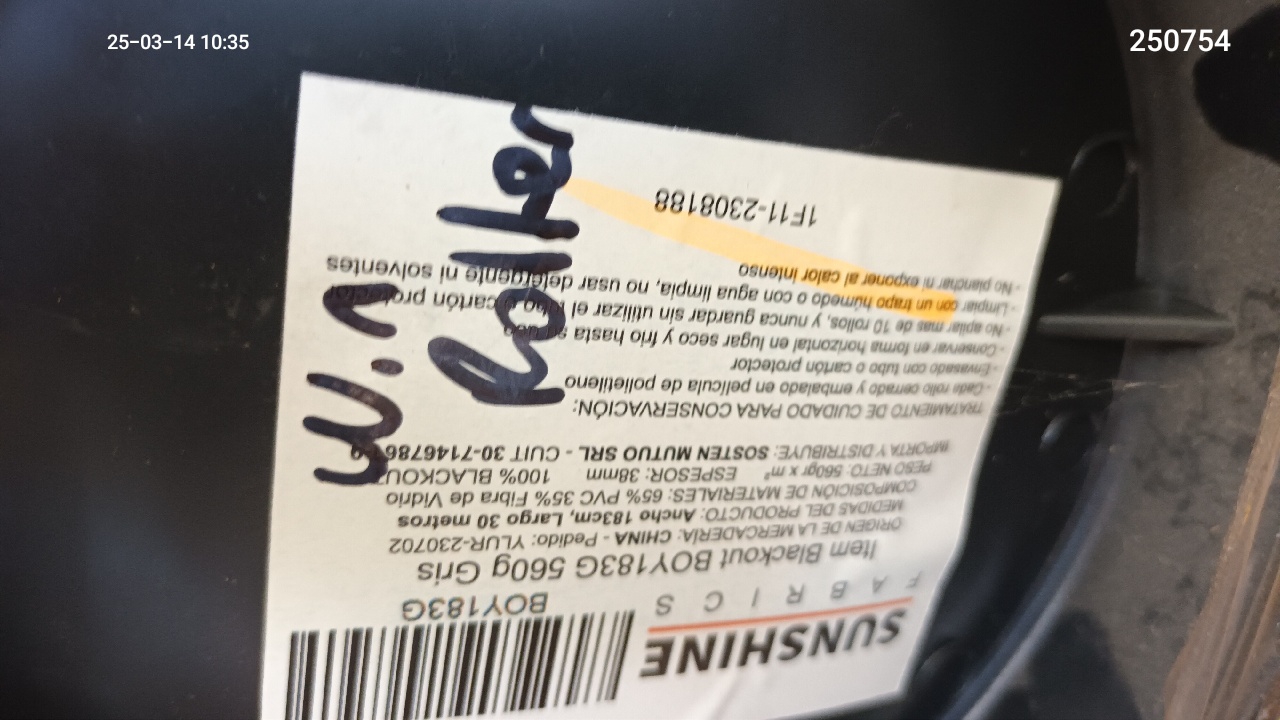 25-03-14 10:35
250754
SUNSHINE
FABRICS
BOY183G
Item Blackout BOY183G 560g Gris
ORIGEN DE LA MERCADERÍA: CHINA - Pedido: YLUR-230702
MEDIDAS DEL PRODUCTO: Ancho 183cm, Largo 30 metros
COMPOSICIÓN DE MATERIALES: 65% PVC 35% Fibra de Vidrio
PESO NETO: 560gr x m² ESPESOR: 38mm 100% BLACKOUT
IMPORTA Y DISTRIBUYE: SOSTEN MUTUO SRL - CUIT 30-7146786
TRATAMIENTO DE CUIDADO PARA CONSERVACIÓN:
- Cada rollo cerrado y embalado en película de polietileno
- Envasado con tubo o cartón protector
- Conservar en forma horizontal en lugar seco y frio hasta su uso
- No apilar mas de 10 rollos, y nunca guardar sin utilizar el tubo o cartón protector
- Limpiar con un trapo húmedo o con agua limpia, no usar detergente ni solventes
- No planchar ni exponer al calor intenso
1F11-2308188